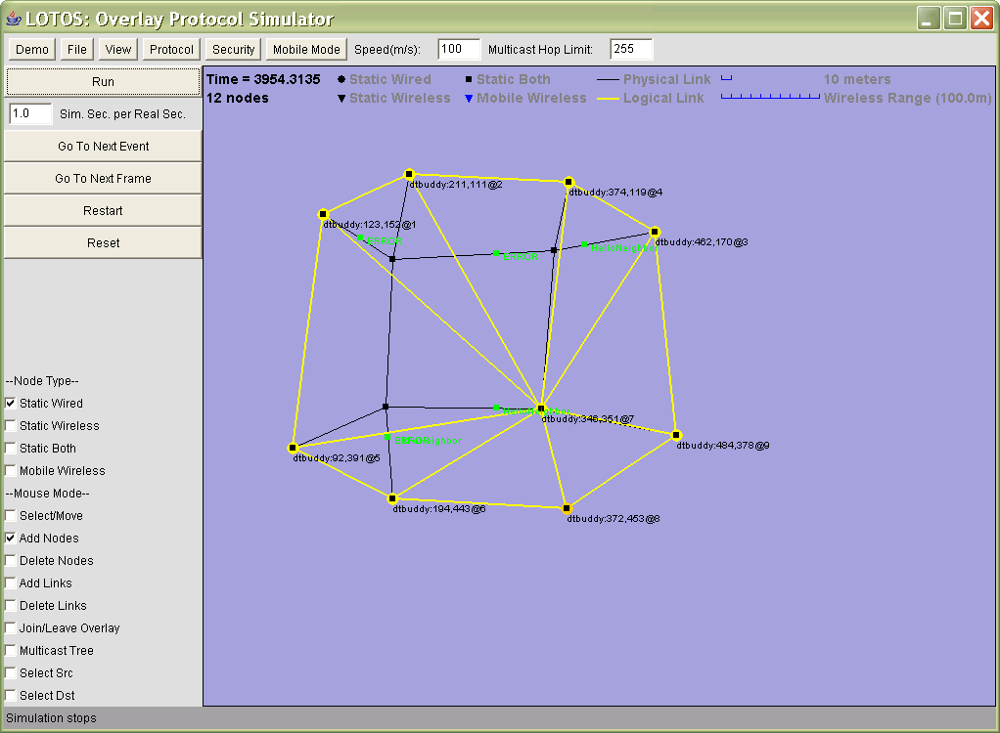 LOTOS: Overlay Protocol Simulator
Demo File View Protocol Security Mobile Mode Speed(m/s): 100 Multicast Hop Limit: 255
Run
1.0 Sim. Sec. per Real Sec.
Go To Next Event
Go To Next Frame
Restart
Reset
--Node Type--
Static Wired
Static Wireless
Static Both
Mobile Wireless
--Mouse Mode--
Select/Move
Add Nodes
Delete Nodes
Add Links
Delete Links
Join/Leave Overlay
Multicast Tree
Select Src
Select Dst
Time = 3954.3135 Static Wired Static Both Physical Link 10 meters
12 nodes Static Wireless Mobile Wireless Logical Link Wireless Range (100.0m)
dtbuddy:211,111@2
dtbuddy:374,119@4
dtbuddy:123,152@1
ERROR
dtbuddy:462,170@3
HelloNeighbor
ERROR
HelloNeighbor
dtbuddy:346,351@7
dtbuddy:484,378@9
dtbuddy:92,391@5
dtbuddy:194,443@6
dtbuddy:372,453@8
Simulation stops